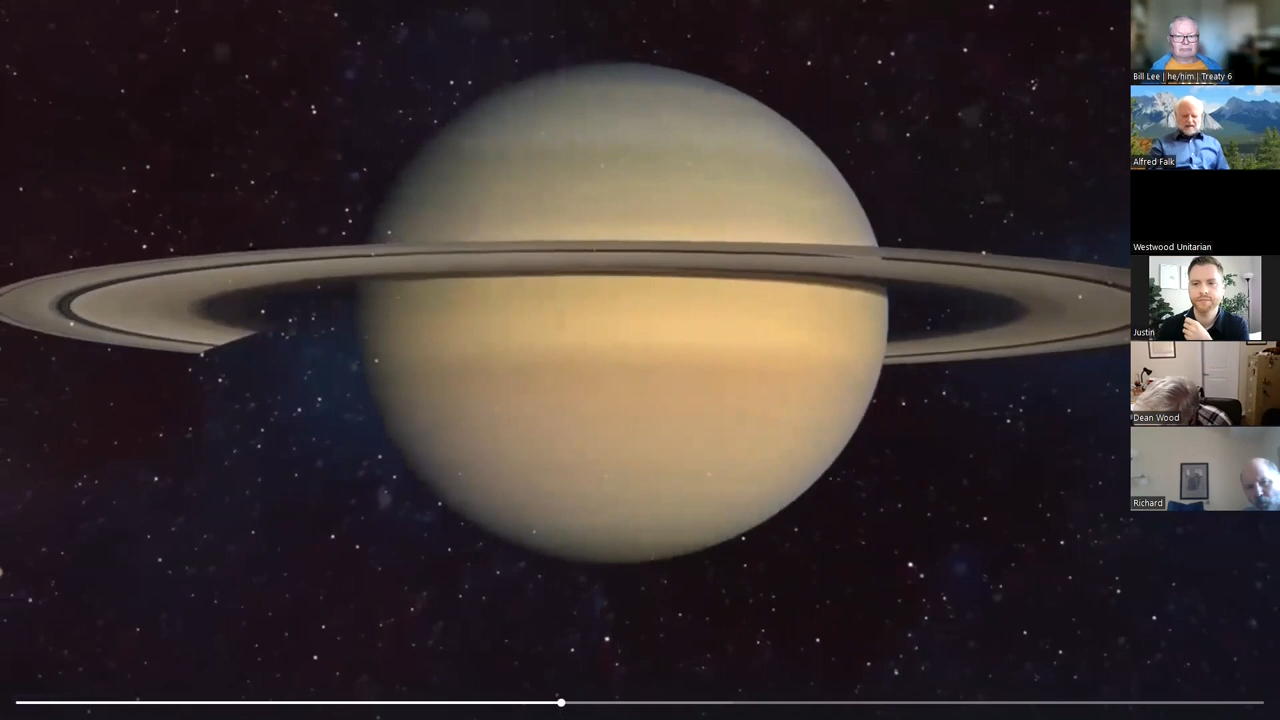 Bill Lee | he/him | Treaty 6
Alfred Falk
Westwood Unitarian
Justin
Dean Wood
Richard